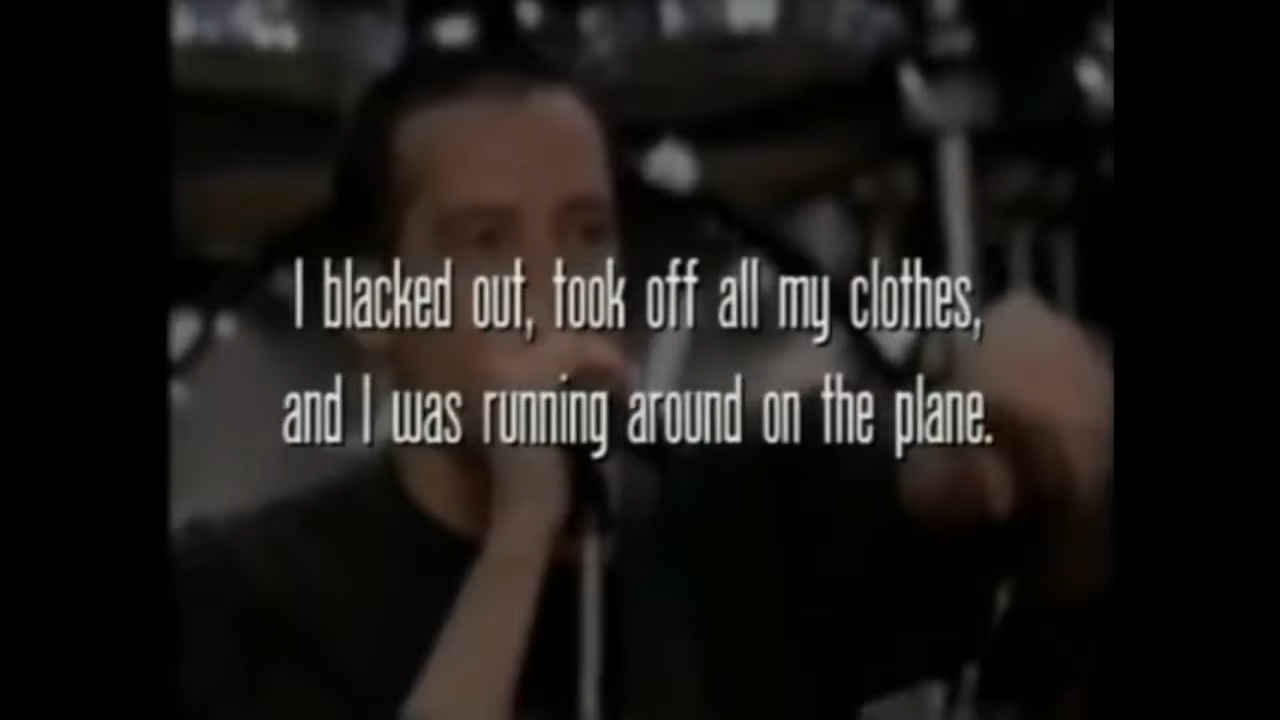 I blacked out, took off all my clothes,
and I was running around on the plane.